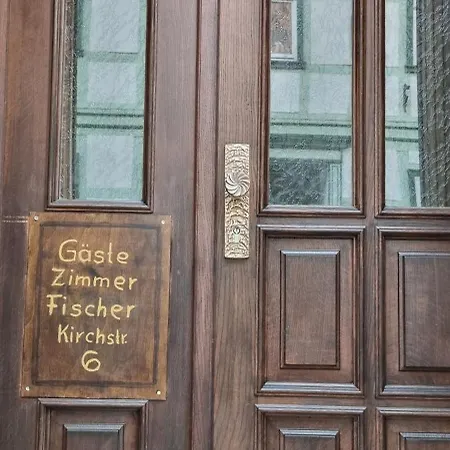 Gäste
Zimmer
Fischer
Kirchstr.
6